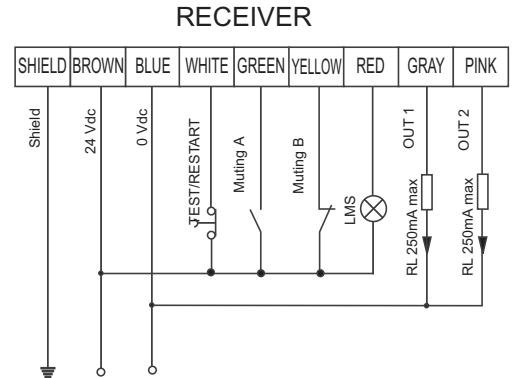 RECEIVER
SHIELD BROWN BLUE WHITE GREEN YELLOW RED GRAY PINK
Shield
24 Vdc
0 Vdc
TEST/RESTART
Muting A
Muting B
LMS
OUT 1
RL 250mA max
OUT 2
RL 250mA max